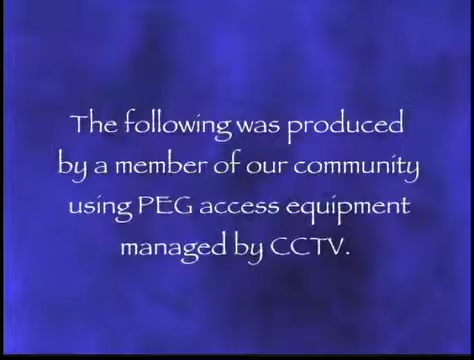 The following was produced
by a member of our community
using PEG access equipment
managed by CCTV.